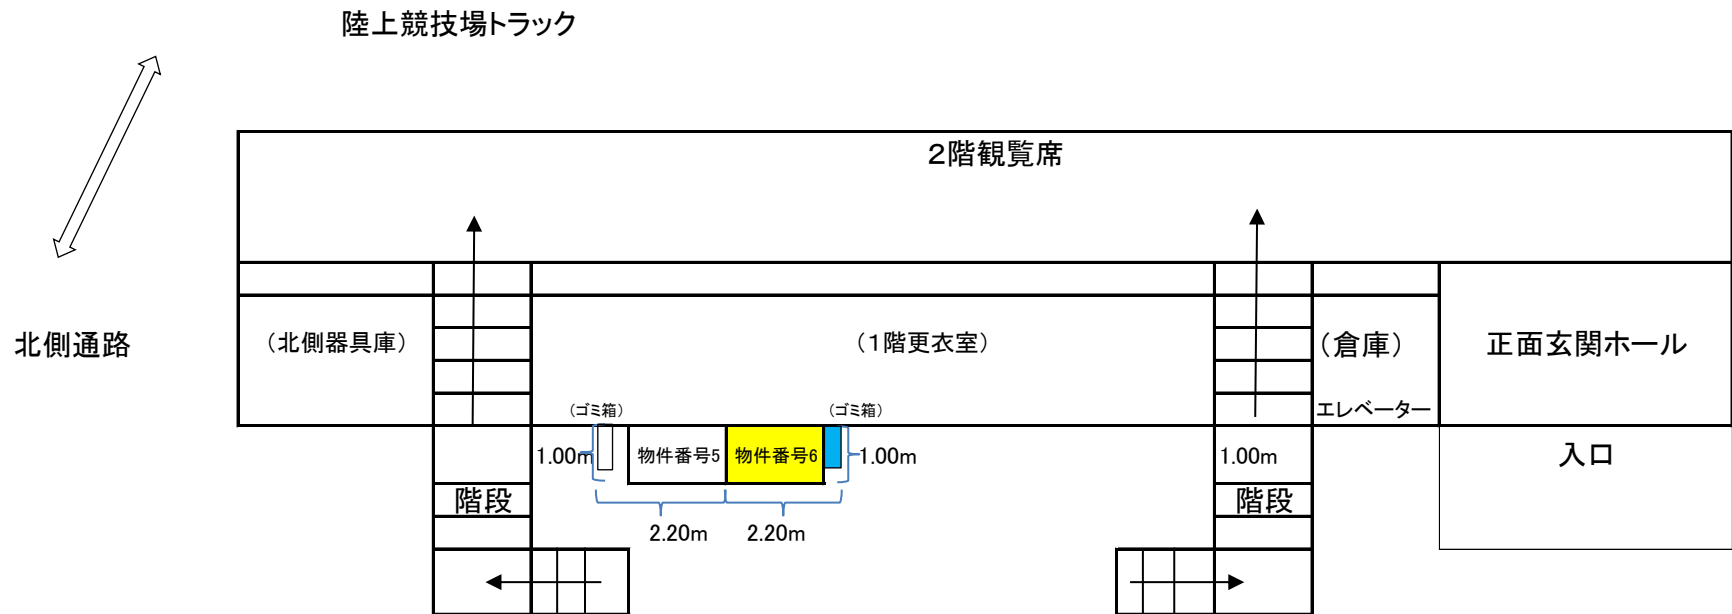 陸上競技場トラック
2階観覧席
北側通路
（北側器具庫）
（1階更衣室）
（倉庫）
正面玄関ホール
（ゴミ箱）
（ゴミ箱）
エレベーター
1.00m
物件番号5
物件番号6
1.00m
1.00m
入口
階段
階段
2.20m
2.20m